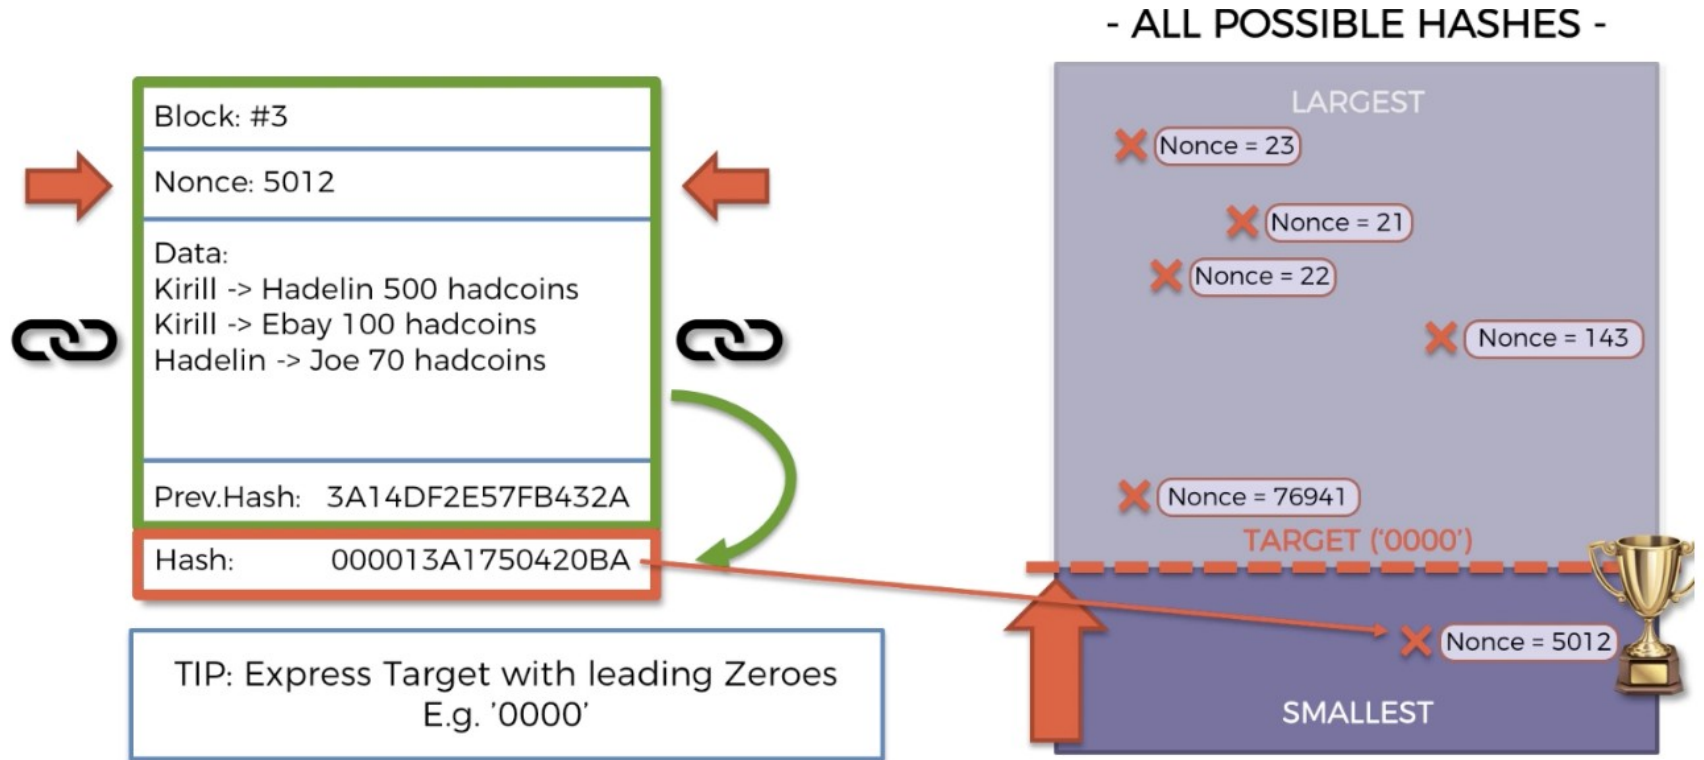 - ALL POSSIBLE HASHES -
Block: #3
Nonce: 5012
Data:
Kirill -> Hadelin 500 hadcoins
Kirill -> Ebay 100 hadcoins
Hadelin -> Joe 70 hadcoins
Prev.Hash: 3A14DF2E57FB432A
Hash: 000013A1750420BA
TIP: Express Target with leading Zeroes
E.g. '0000'
LARGEST
Nonce = 23
Nonce = 21
Nonce = 22
Nonce = 143
Nonce = 76941
TARGET ('0000')
Nonce = 5012
SMALLEST